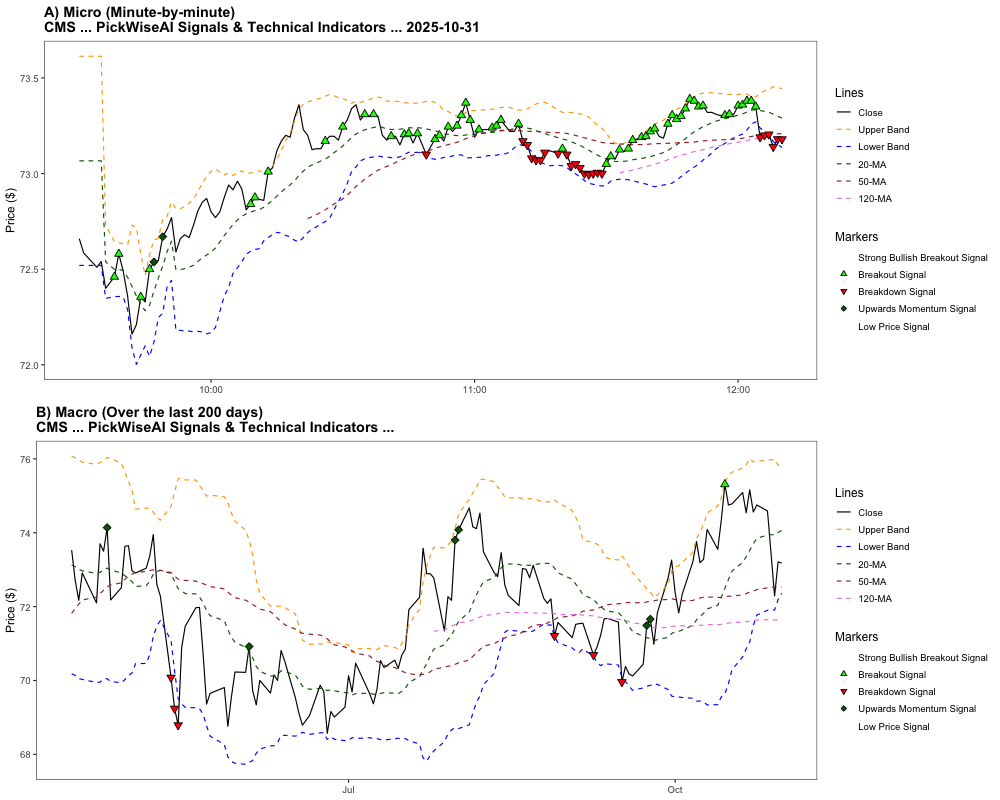 A) Micro (Minute-by-minute)
CMS ... PickWiseAI Signals & Technical Indicators ... 2025-10-31
Price ($)
73.5
73.0
72.5
72.0
10:00
11:00
12:00
Lines
Close
Upper Band
Lower Band
20-MA
50-MA
120-MA
Markers
Strong Bullish Breakout Signal
Breakout Signal
Breakdown Signal
Upwards Momentum Signal
Low Price Signal
B) Macro (Over the last 200 days)
CMS ... PickWiseAI Signals & Technical Indicators ...
Price ($)
76
74
72
70
68
Jul
Oct
Lines
Close
Upper Band
Lower Band
20-MA
50-MA
120-MA
Markers
Strong Bullish Breakout Signal
Breakout Signal
Breakdown Signal
Upwards Momentum Signal
Low Price Signal